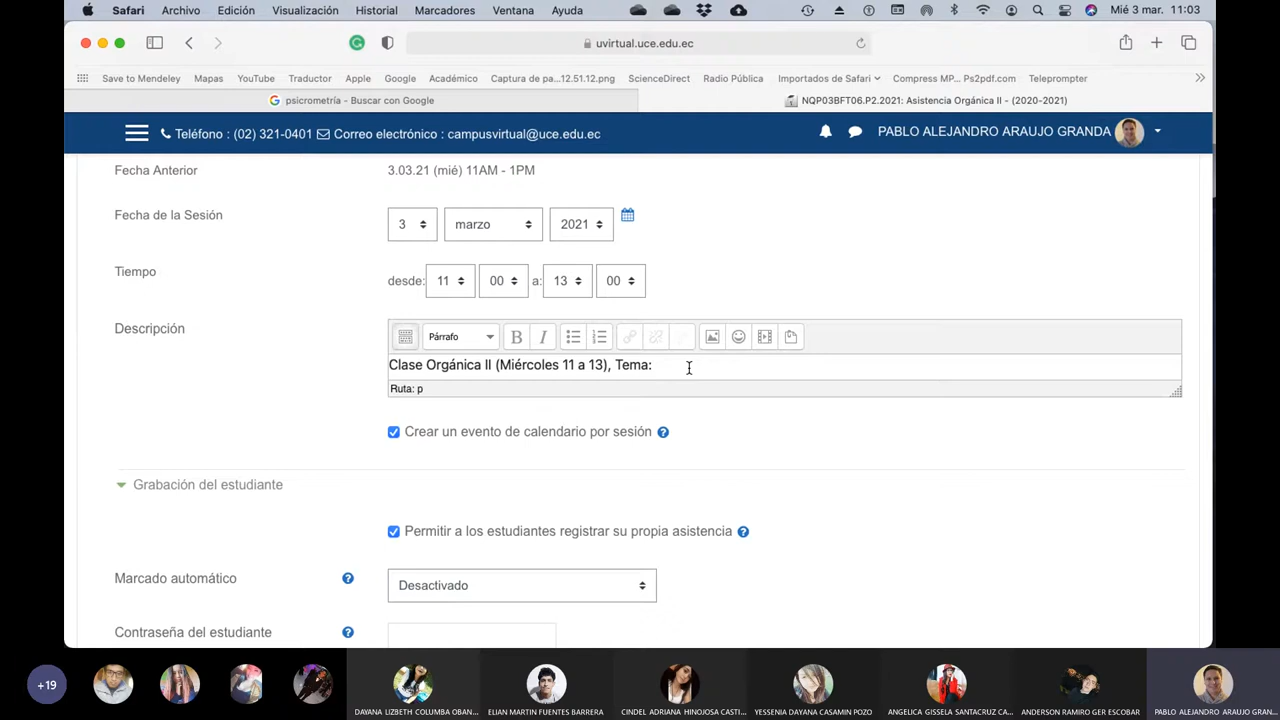 Safari Archivo Edición Visualización Historial Marcadores Ventana Ayuda Mié 3 mar. 11:03
uvirtual.uce.edu.ec
Save to Mendeley Mapas YouTube Traductor Apple Google Académico Captura de pa...12.51.12.png ScienceDirect Radio Pública Importados de Safari Compress MP... Ps2pdf.com Teleprompter
psicrometría - Buscar con Google NQP03BFT06.P2.2021: Asistencia Orgánica II - (2020-2021)
Teléfono : (02) 321-0401 Correo electrónico : campusvirtual@uce.edu.ec PABLO ALEJANDRO ARAUJO GRANDA
Fecha Anterior 3.03.21 (mié) 11AM - 1PM
Fecha de la Sesión 3 marzo 2021
Tiempo desde: 11 00 a: 13 00
Descripción Párrafo B I
Clase Orgánica II (Miércoles 11 a 13), Tema:
Ruta: p
Crear un evento de calendario por sesión
Grabación del estudiante
Permitir a los estudiantes registrar su propia asistencia
Marcado automático Desactivado
Contraseña del estudiante
+19
DAYANA LIZBETH COLUMBA OBAN... ELIAN MARTIN FUENTES BARRERA CINDEL ADRIANA HINOJOSA CASTI... YESSENIA DAYANA CASAMIN POZO ANGELICA GISSELA SANTACRUZ CA... ANDERSON RAMIRO GER ESCOBAR PABLO ALEJANDRO ARAUJO GRAN...